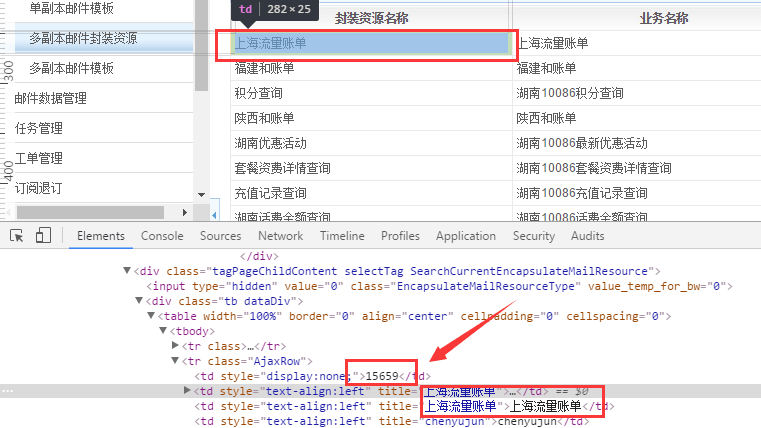 单副本邮件模板
td 282×25
封装资源名称 业务名称
多副本邮件封装资源
上海流量账单 上海流量账单
多副本邮件模板
福建和账单 陕西和账单
邮件数据管理
积分查询 湖南10086积分查询
任务管理
陕西和账单 陕西和账单
工单管理
湖南优惠活动 湖南10086最新优惠活动
套餐资费详情查询 湖南10086套餐资费详情查询
订阅退订
充值记录查询 湖南10086充值记录查询
湖南话费余额查询 湖南10086话费余额查询
300
400
Elements Console Sources Network Timeline Profiles Application Security Audits
</div>
▼<div class="tagPageChildContent selectTag SearchCurrentEncapsulateMailResource">
<input type="hidden" value="0" class="EncapsulateMailResourceType" value_temp_for_bw="0">
▼<div class="tb dataDiv">
▼<table width="100%" border="0" align="center" cellpadding="0" cellspacing="0">
▼<tbody>
▶<tr class>…</tr>
▼<tr class="AjaxRow">
<td style="display:none;">15659</td>
… ▶<td style="text-align:left" title="上海流量账单">…</td> == $0
<td style="text-align:left" title="上海流量账单">上海流量账单</td>
<td style="text-align:left" title="chenyujun">chenyujun</td>